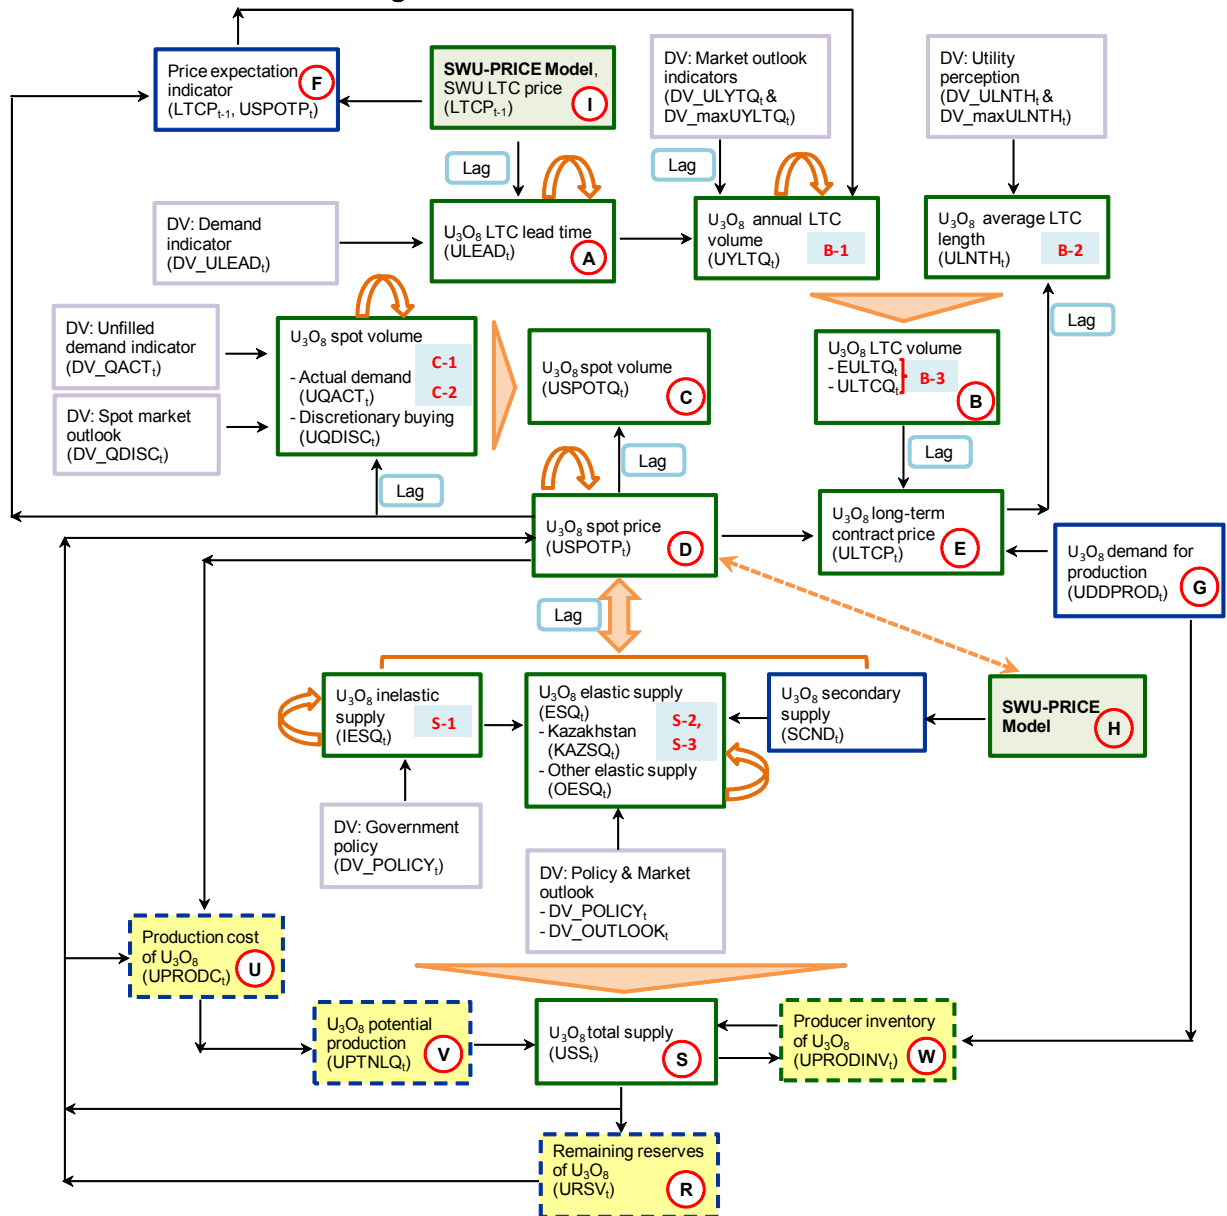 Price expectation
indicator
(LTCPt-1, USPOTPt)
F
SWU-PRICE Model,
SWU LTC price
(LTCPt-1)
I
DV: Market outlook
indicators
(DV_ULYTQt &
DV_maxUYLTQt)
DV: Utility
perception
(DV_ULNTHt &
DV_maxULNTHt)
Lag
Lag
DV: Demand
indicator
(DV_ULEADt)
U3O8 LTC lead time
(ULEADt)
A
U3O8 annual LTC
volume
(UYLTQt)
B-1
U3O8 average LTC
length
(ULNTHt)
B-2
DV: Unfilled
demand indicator
(DV_QACTt)
DV: Spot market
outlook
(DV_QDISCt)
U3O8 spot volume
- Actual demand
(UQACTt)
- Discretionary buying
(UQDISCt)
C-1
C-2
U3O8 spot volume
(USPOTQt)
C
U3O8 LTC volume
- EULTQt
- ULTCQt
B-3
B
Lag
Lag
Lag
Lag
U3O8 spot price
(USPOTPt)
D
U3O8 long-term
contract price
(ULTCPt)
E
U3O8 demand for
production
(UDDPRODt)
G
Lag
U3O8 inelastic
supply
(IESQt)
S-1
U3O8 elastic supply
(ESQt)
- Kazakhstan
(KAZSQt)
- Other elastic supply
(OESQt)
S-2,
S-3
U3O8 secondary
supply
(SCNDt)
SWU-PRICE
Model
H
DV: Government
policy
(DV_POLICYt)
DV: Policy & Market
outlook
- DV_POLICYt
- DV_OUTLOOKt
Production cost
of U3O8
(UPRODCt)
U
U3O8 potential
production
(UPTNLQt)
V
U3O8 total supply
(USSt)
S
Producer inventory
of U3O8
(UPRODINVt)
W
Remaining reserves
of U3O8
(URSVt)
R